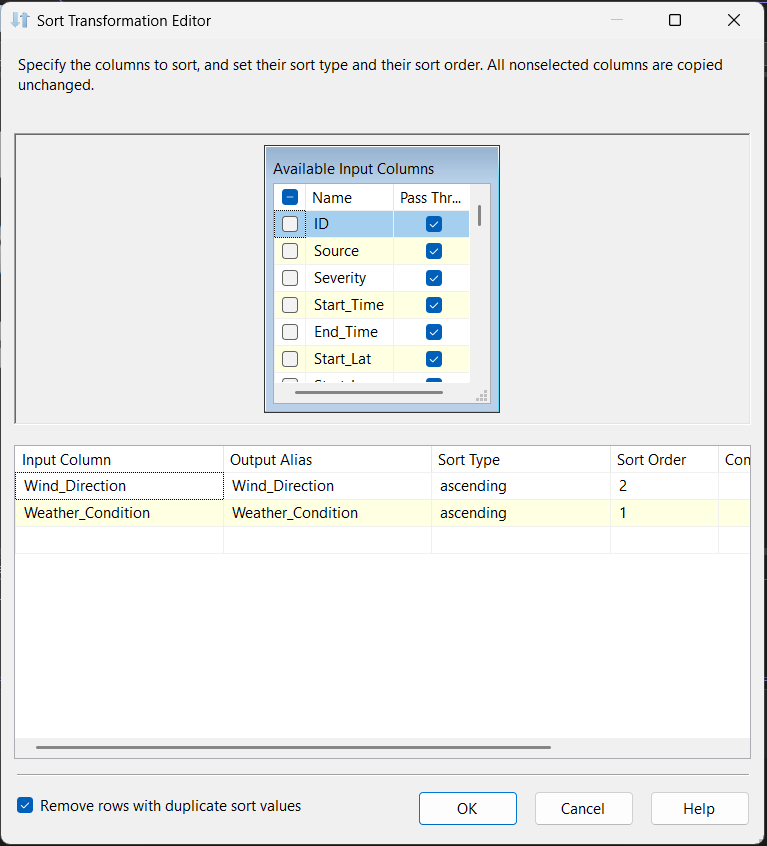 Sort Transformation Editor
Specify the columns to sort, and set their sort type and their sort order. All nonselected columns are copied
unchanged.
Available Input Columns
Name Pass Thr...
ID
Source
Severity
Start_Time
End_Time
Start_Lat
Input Column Output Alias Sort Type Sort Order Con
Wind_Direction Wind_Direction ascending 2
Weather_Condition Weather_Condition ascending 1
Remove rows with duplicate sort values OK Cancel Help